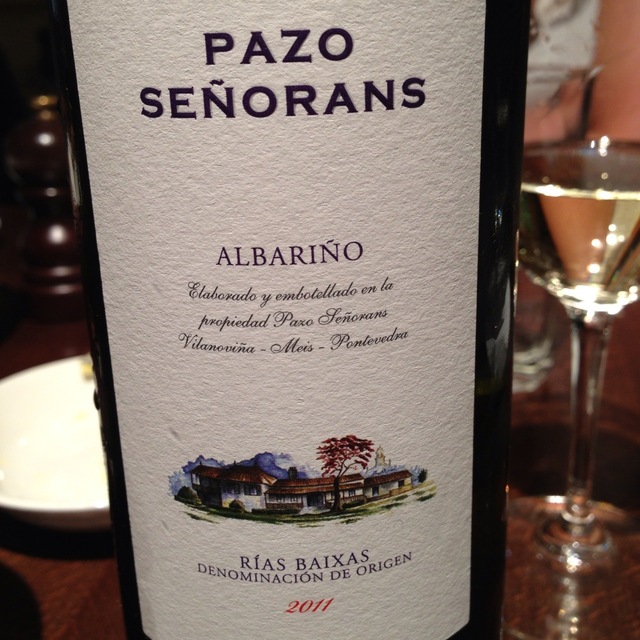 PAZO
SEÑORANS
ALBARIÑO
Elaborado y embotellado en la
propiedad Pazo Señorans
Vilanoviña - Meis - Pontevedra
RÍAS BAIXAS
DENOMINACIÓN DE ORIGEN
2011